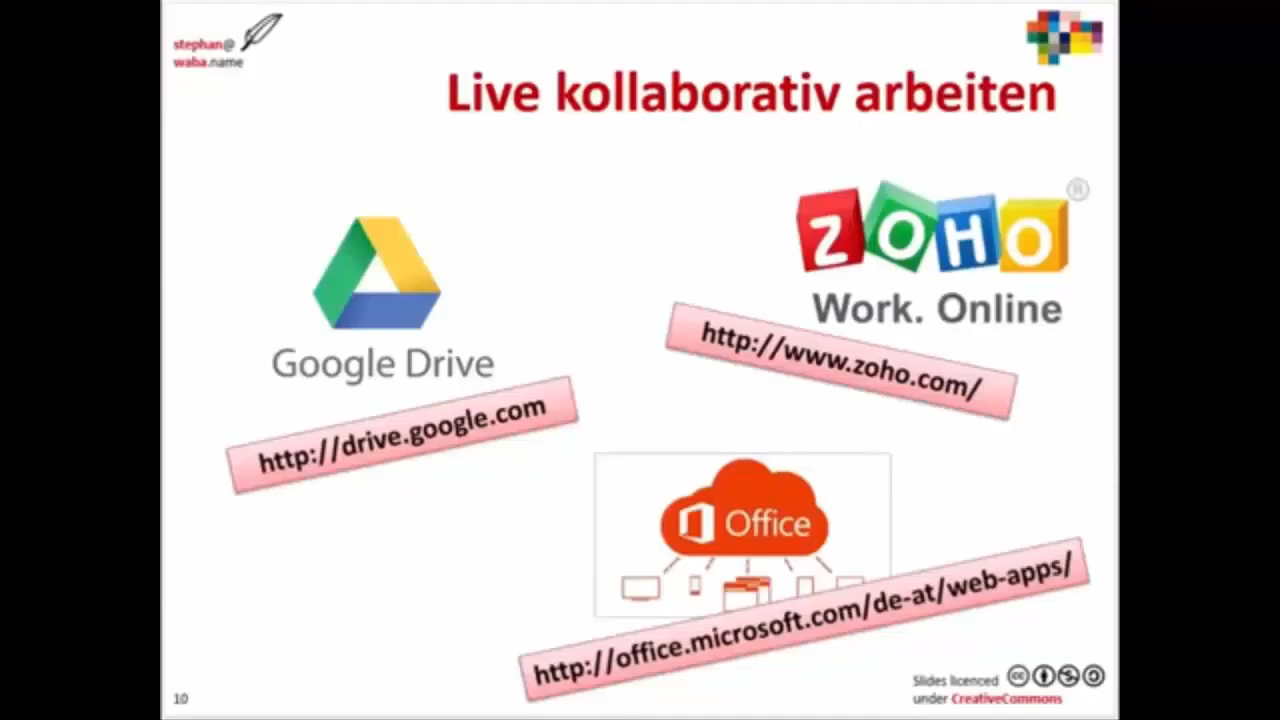 stephan@
waba.name
Live kollaborativ arbeiten
ZOHO®
Work. Online
http://www.zoho.com/
Google Drive
http://drive.google.com
Office
http://office.microsoft.com/de-at/web-apps/
10
Slides licenced
under CreativeCommons